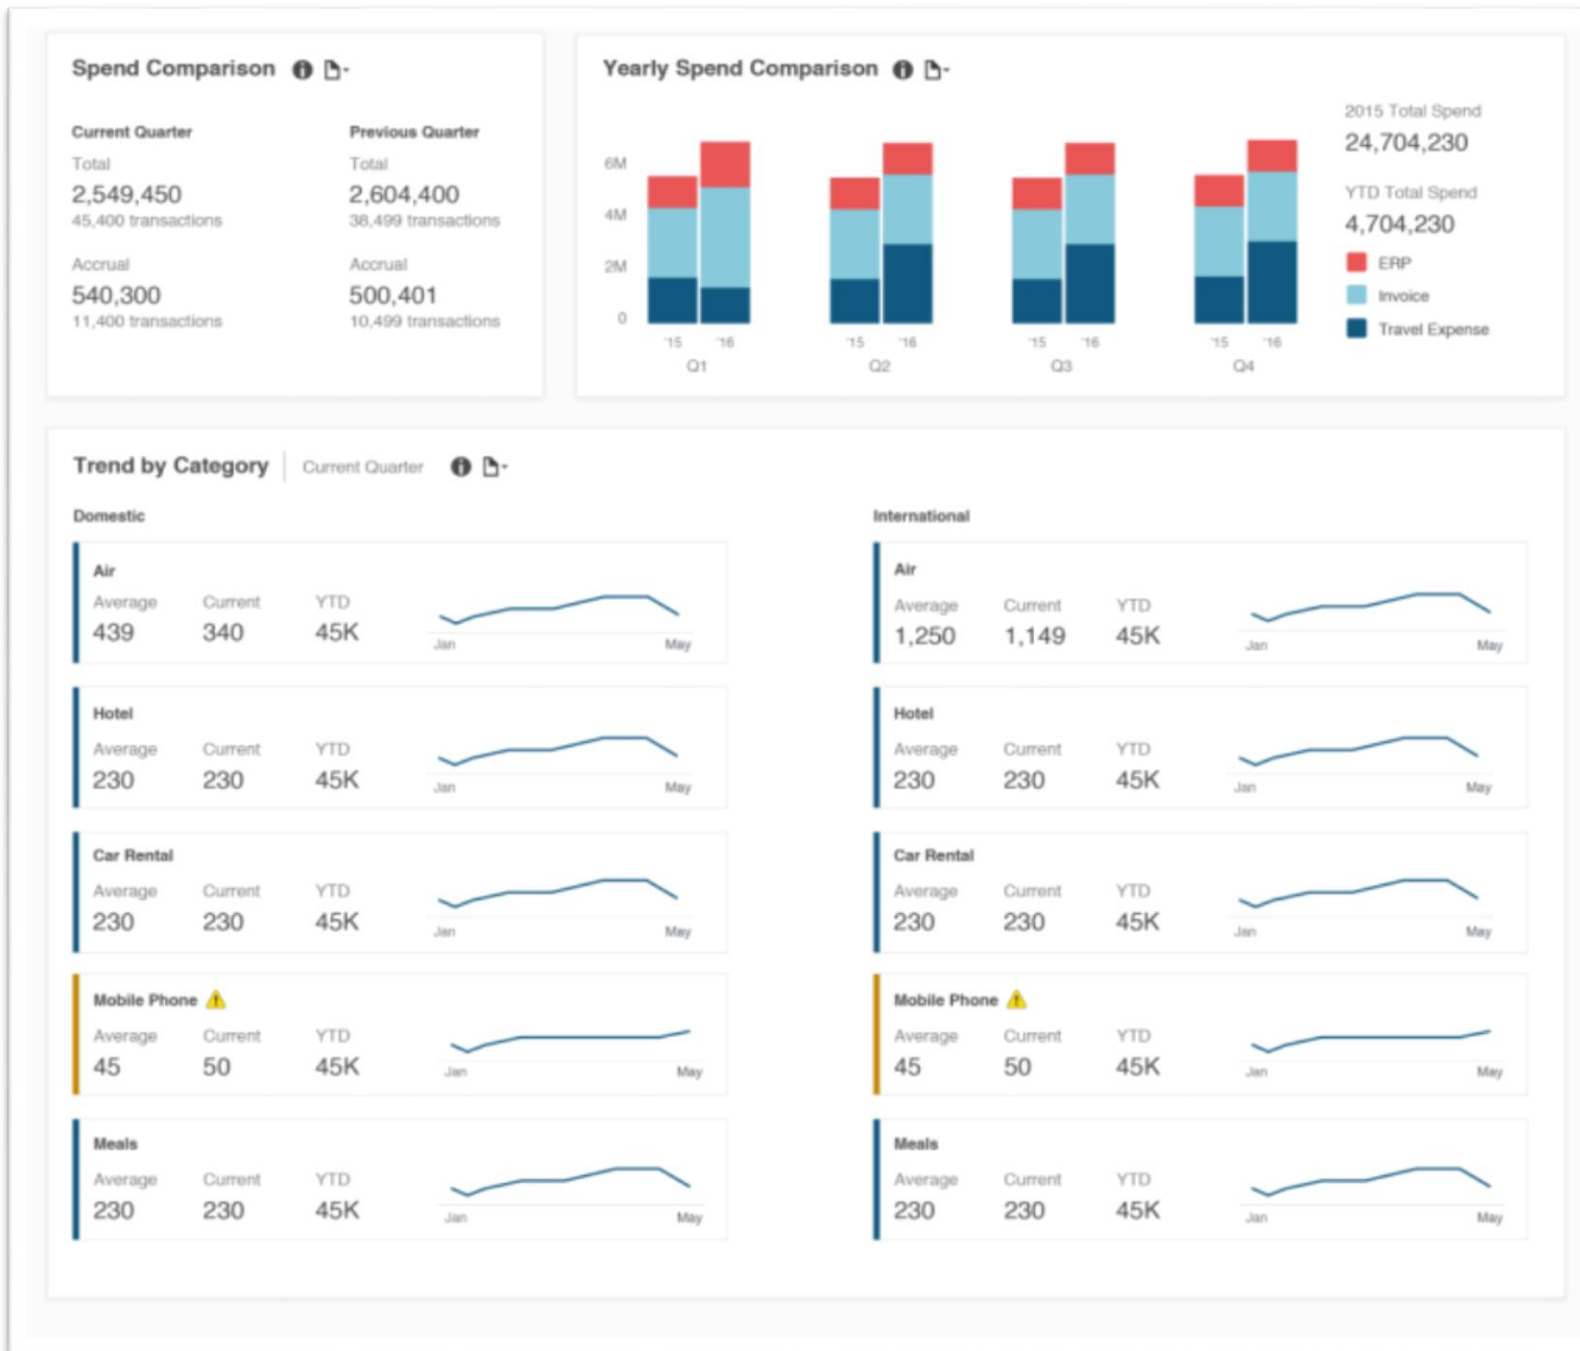 Spend Comparison
Current Quarter
Total
2,549,450
45,400 transactions
Accrual
540,300
11,400 transactions
Previous Quarter
Total
2,604,400
38,499 transactions
Accrual
500,401
10,499 transactions
Yearly Spend Comparison
6M
4M
2M
0
'15 '16
Q1
'15 '16
Q2
'15 '16
Q3
'15 '16
Q4
2015 Total Spend
24,704,230
YTD Total Spend
4,704,230
ERP
Invoice
Travel Expense
Trend by Category Current Quarter
Domestic
Air
Average Current YTD
439 340 45K
Jan May
Hotel
Average Current YTD
230 230 45K
Jan May
Car Rental
Average Current YTD
230 230 45K
Jan May
Mobile Phone
Average Current YTD
45 50 45K
Jan May
Meals
Average Current YTD
230 230 45K
Jan May
International
Air
Average Current YTD
1,250 1,149 45K
Jan May
Hotel
Average Current YTD
230 230 45K
Jan May
Car Rental
Average Current YTD
230 230 45K
Jan May
Mobile Phone
Average Current YTD
45 50 45K
Jan May
Meals
Average Current YTD
230 230 45K
Jan May